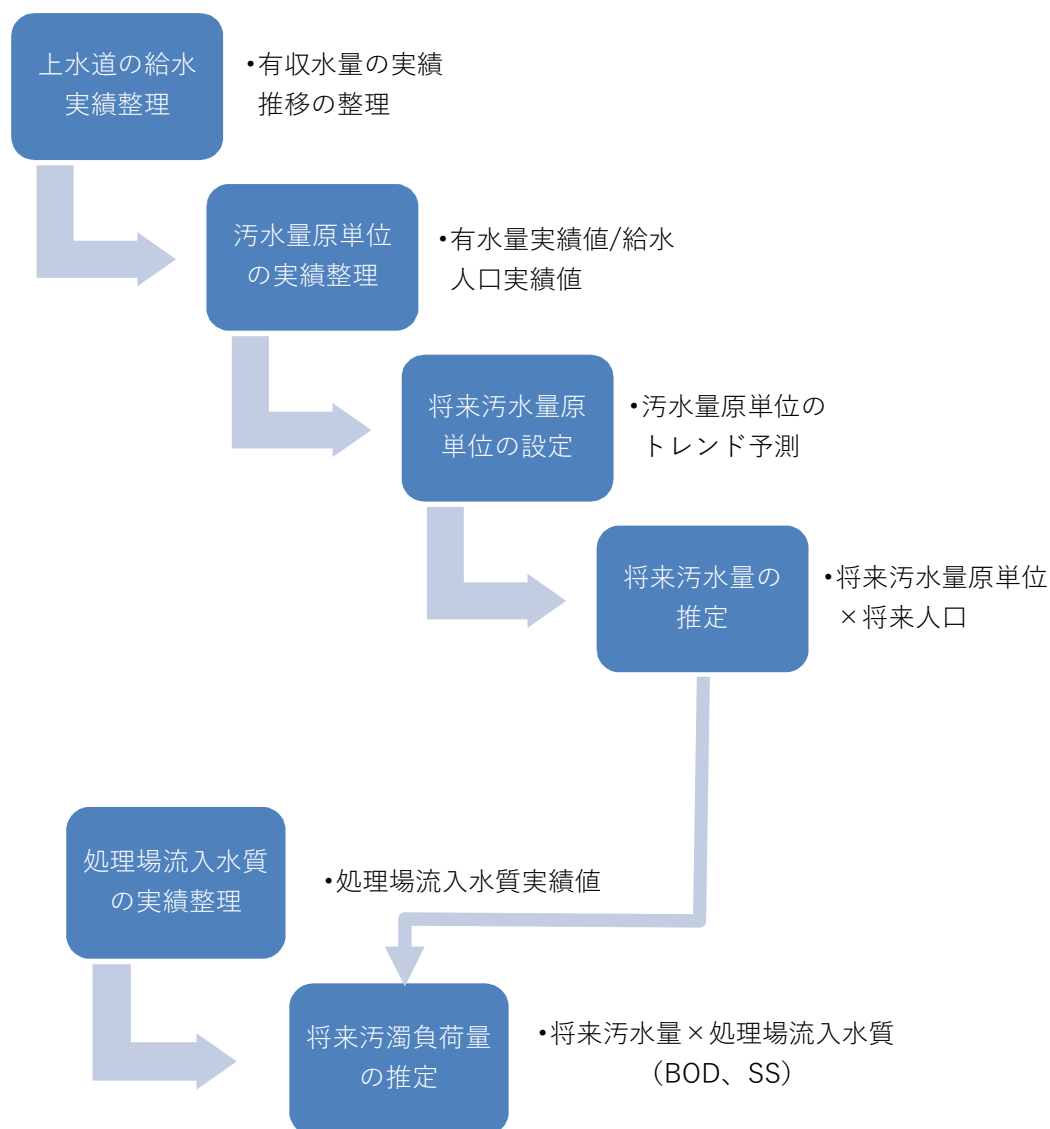 上水道の給水
実績整理
•有収水量の実績
推移の整理
汚水量原単位
の実績整理
•有水量実績値/給水
人口実績値
将来汚水量原
単位の設定
•汚水量原単位の
トレンド予測
将来汚水量の
推定
•将来汚水量原単位
×将来人口
処理場流入水質
の実績整理
•処理場流入水質実績値
将来汚濁負荷量
の推定
•将来汚水量×処理場流入水質
（BOD、SS）